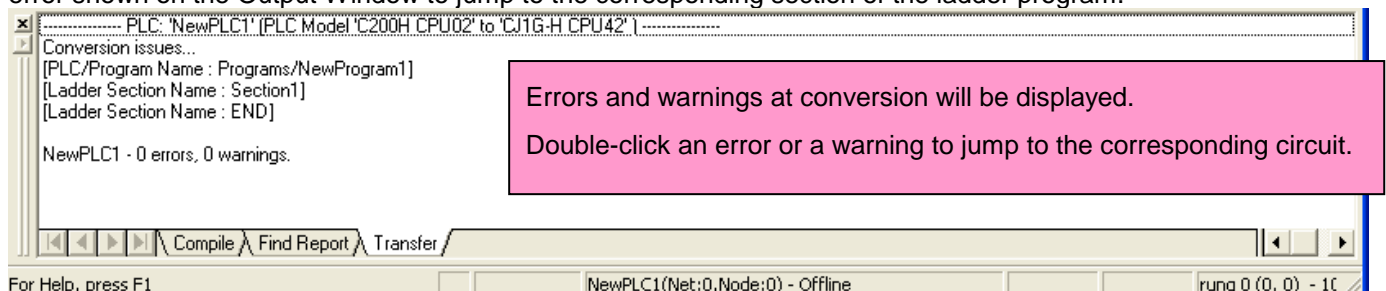 error shown on the Output Window to jump to the corresponding section of the ladder program.
---------------- PLC: 'NewPLC1' (PLC Model 'C200H CPU02' to 'CJ1G-H CPU42' ) ----------------
Conversion issues...
[PLC/Program Name : Programs/NewProgram1]
[Ladder Section Name : Section1]
[Ladder Section Name : END]
NewPLC1 - 0 errors, 0 warnings.
Errors and warnings at conversion will be displayed.
Double-click an error or a warning to jump to the corresponding circuit.
Compile Find Report Transfer
For Help, press F1 NewPLC1(Net:0,Node:0) - Offline rung 0 (0, 0) - 10